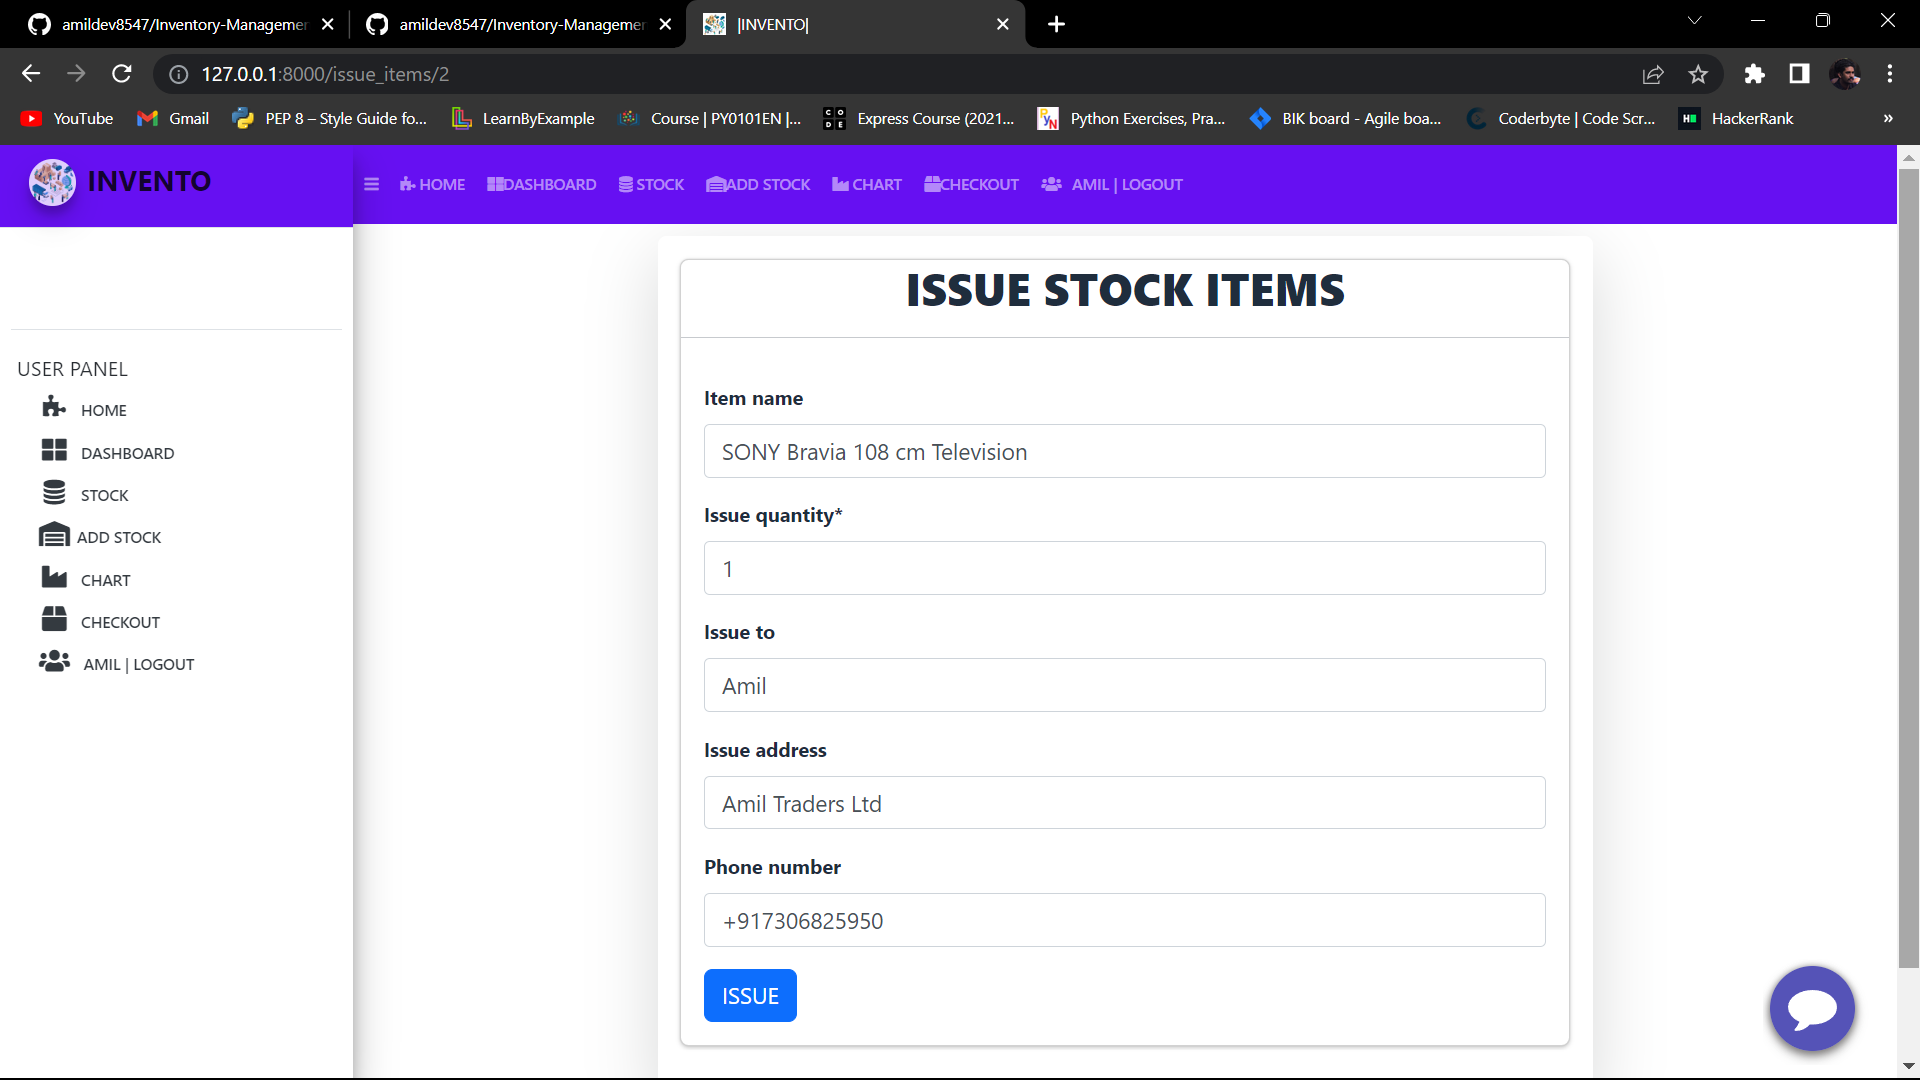 amildev8547/Inventory-Managemen
amildev8547/Inventory-Managemen
|INVENTO|
127.0.0.1:8000/issue_items/2
YouTube
Gmail
PEP 8 – Style Guide fo...
LearnByExample
Course | PY0101EN |...
CODE
Express Course (2021...
Python Exercises, Pra...
BIK board - Agile boa...
Coderbyte | Code Scr...
HackerRank
»
INVENTO
HOME
DASHBOARD
STOCK
ADD STOCK
CHART
CHECKOUT
AMIL | LOGOUT
USER PANEL
HOME
DASHBOARD
STOCK
ADD STOCK
CHART
CHECKOUT
AMIL | LOGOUT
ISSUE STOCK ITEMS
Item name
SONY Bravia 108 cm Television
Issue quantity*
1
Issue to
Amil
Issue address
Amil Traders Ltd
Phone number
+917306825950
ISSUE